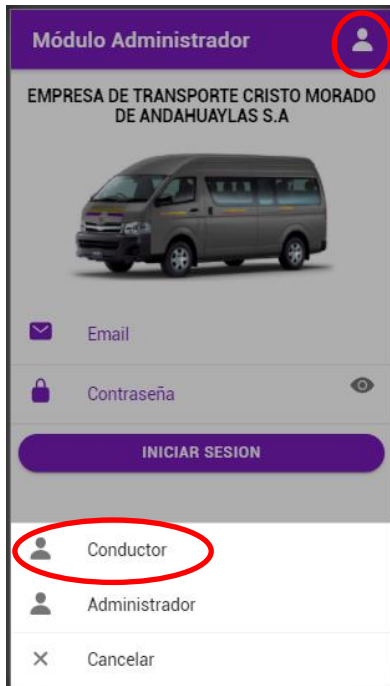 Módulo Administrador
EMPRESA DE TRANSPORTE CRISTO MORADO
DE ANDAHUAYLAS S.A
Email
Contraseña
INICIAR SESION
Conductor
Administrador
Cancelar